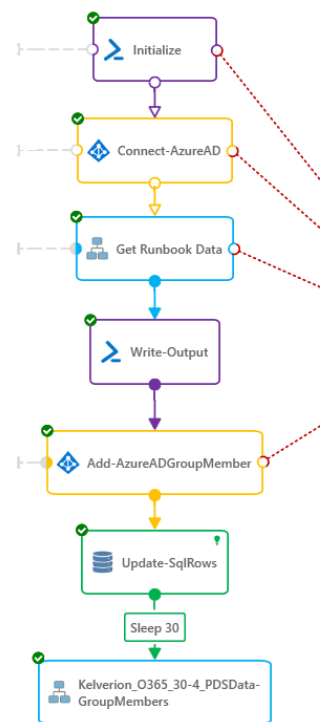 Initialize
Connect-AzureAD
Get Runbook Data
Write-Output
Add-AzureADGroupMember
Update-SqlRows
Sleep 30
Kelverion_O365_30-4_PDSData-
GroupMembers